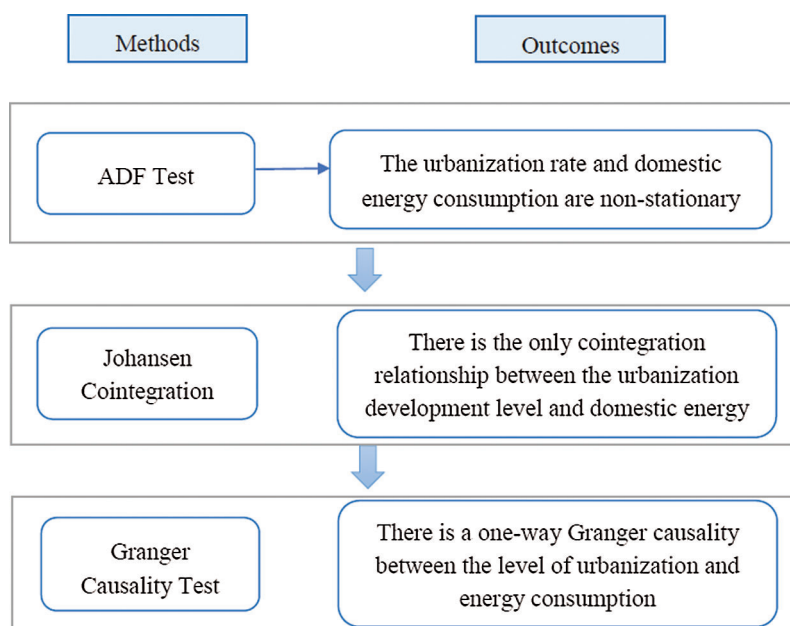 Methods
Outcomes
ADF Test
The urbanization rate and domestic
energy consumption are non-stationary
Johansen
Cointegration
There is the only cointegration
relationship between the urbanization
development level and domestic energy
Granger
Causality Test
There is a one-way Granger causality
between the level of urbanization and
energy consumption